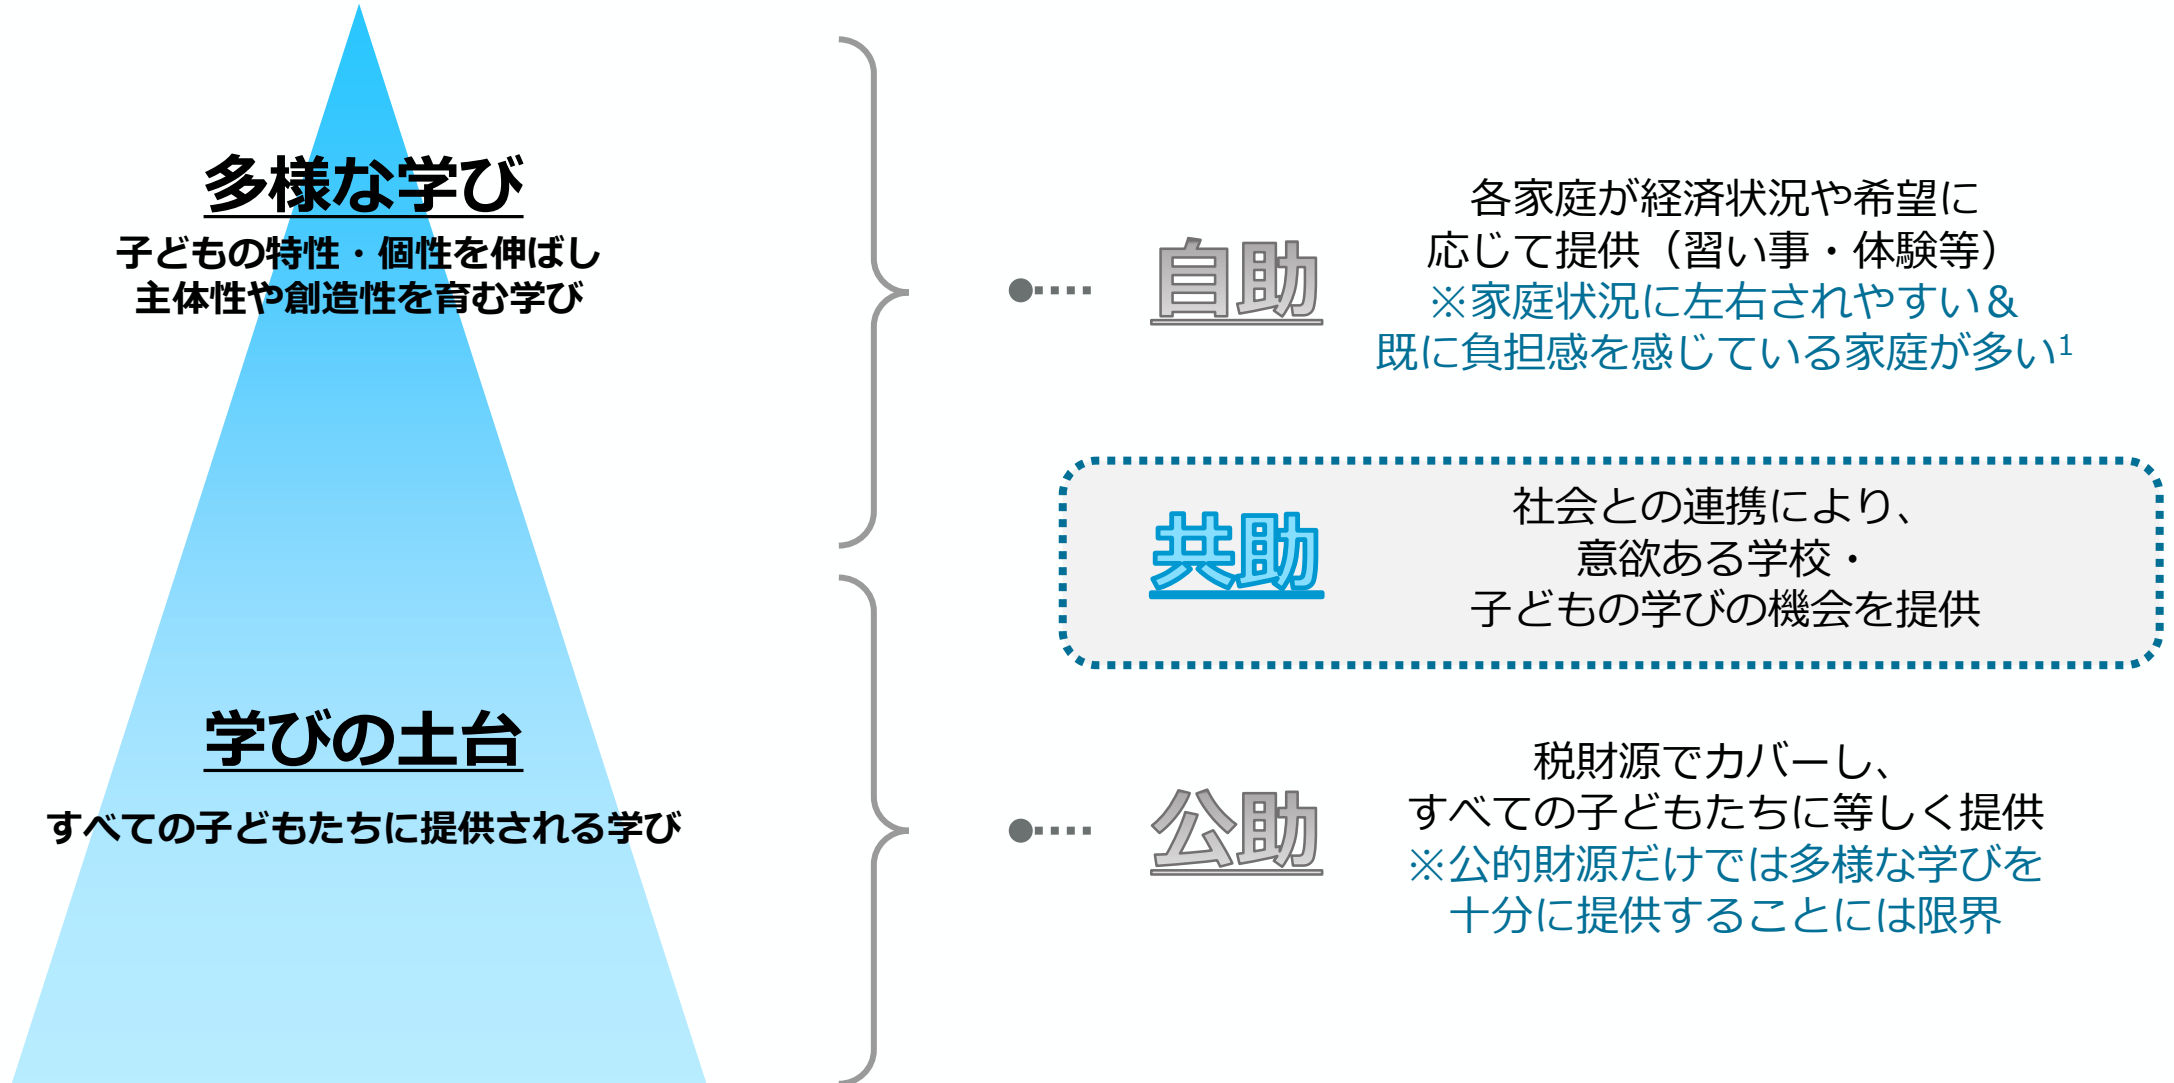 多様な学び
子どもの特性・個性を伸ばし
主体性や創造性を育む学び
学びの土台
すべての子どもたちに提供される学び
自助
各家庭が経済状況や希望に
応じて提供（習い事・体験等）
※家庭状況に左右されやすい＆
既に負担感を感じている家庭が多い1
共助
社会との連携により、
意欲ある学校・
子どもの学びの機会を提供
公助
税財源でカバーし、
すべての子どもたちに等しく提供
※公的財源だけでは多様な学びを
十分に提供することには限界